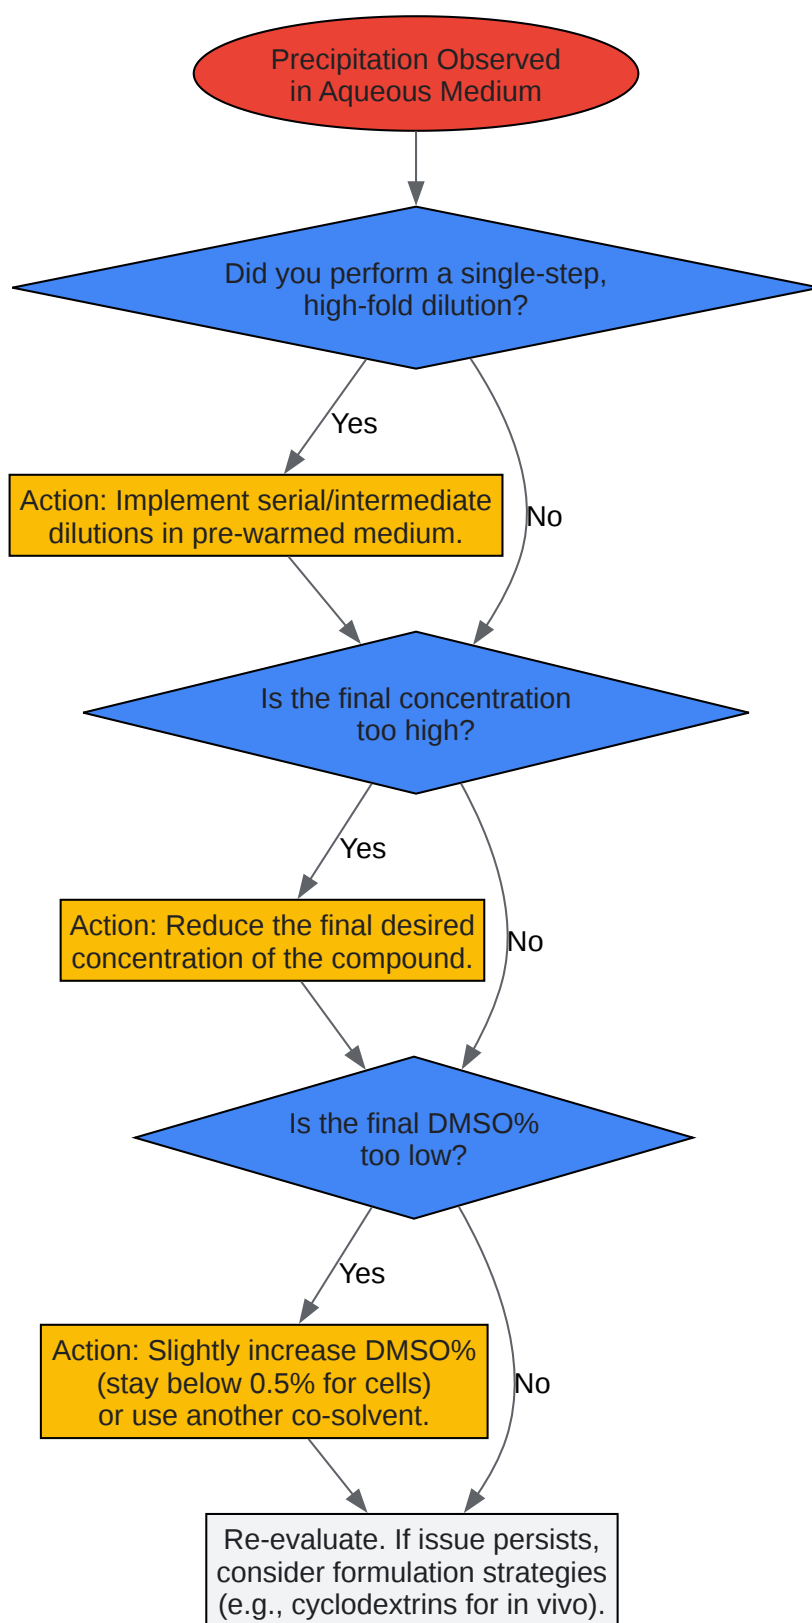 Precipitation Observed
in Aqueous Medium
Did you perform a single-step,
high-fold dilution?
Yes
No
Action: Implement serial/intermediate
dilutions in pre-warmed medium.
Is the final concentration
too high?
Yes
No
Action: Reduce the final desired
concentration of the compound.
Is the final DMSO%
too low?
Yes
No
Action: Slightly increase DMSO%
(stay below 0.5% for cells)
or use another co-solvent.
Re-evaluate. If issue persists,
consider formulation strategies
(e.g., cyclodextrins for in vivo).